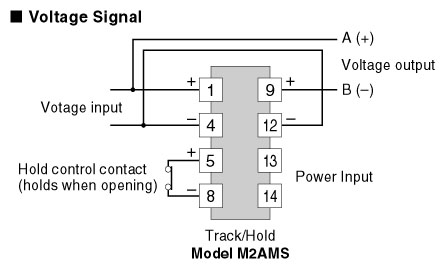 ■ Voltage Signal
A (+)
Voltage output
B (−)
Votage input
+
1
−
4
9
+
12
−
Hold control contact
(holds when opening)
+
5
−
8
13
14
Power Input
Track/Hold
Model M2AMS